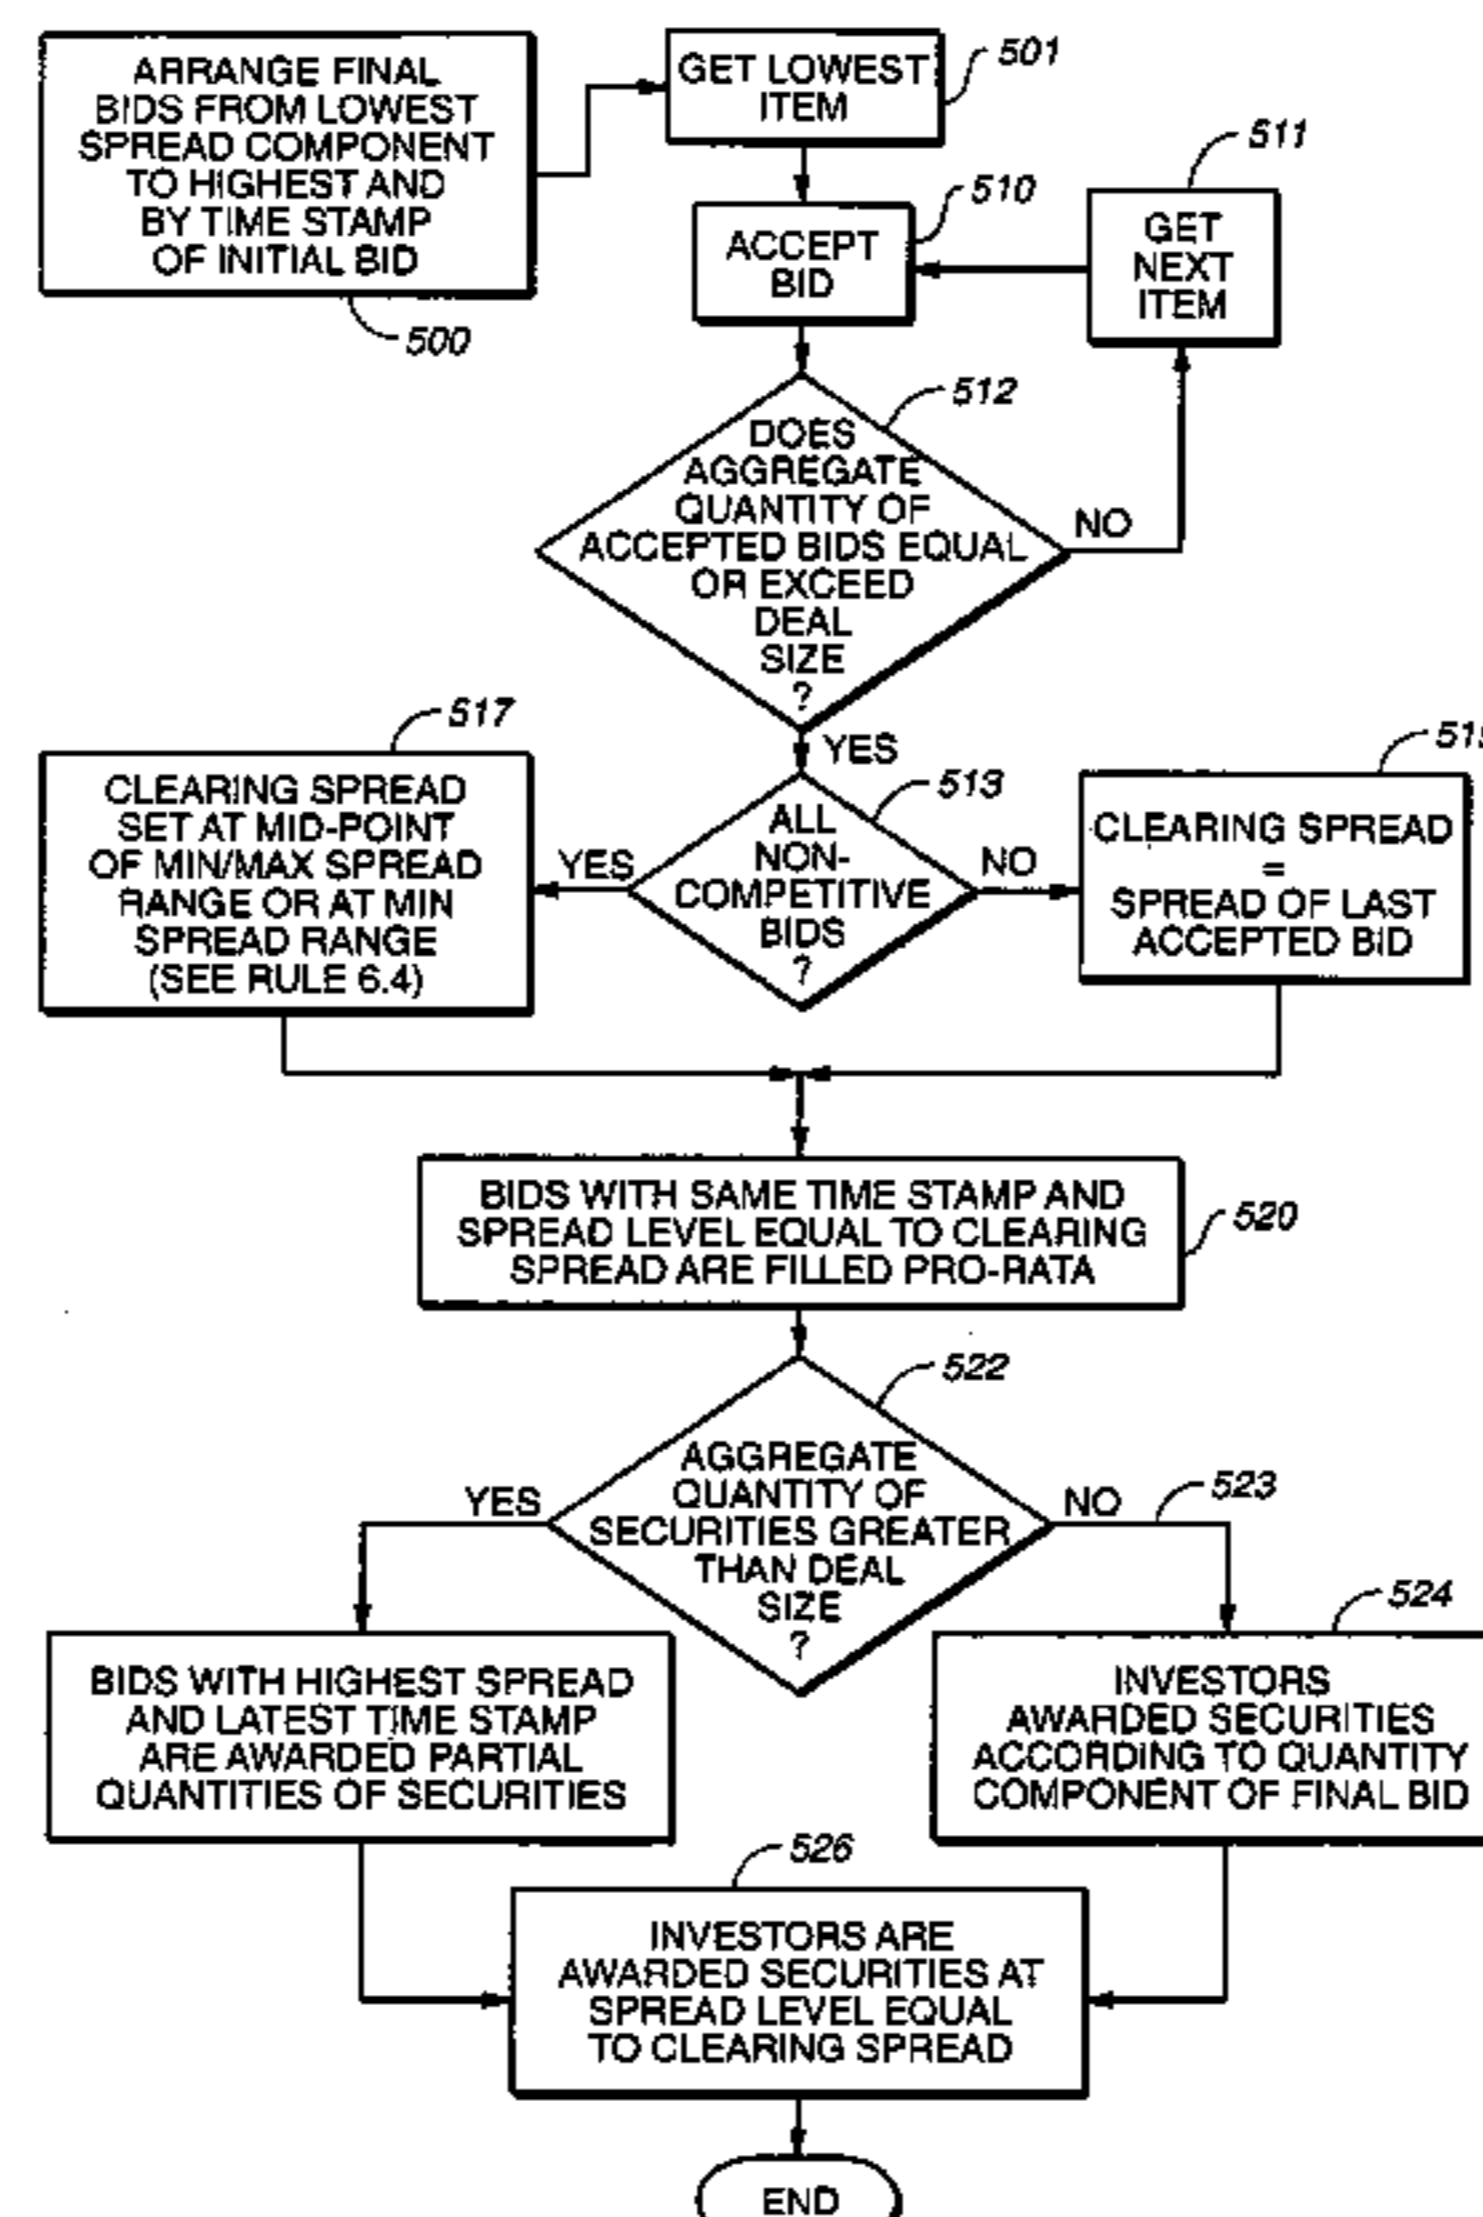 ARRANGE FINAL
BIDS FROM LOWEST
SPREAD COMPONENT
TO HIGHEST AND
BY TIME STAMP
OF INITIAL BID
500
GET LOWEST
ITEM
501
ACCEPT
BID
510
GET
NEXT
ITEM
511
DOES
AGGREGATE
QUANTITY OF
ACCEPTED BIDS EQUAL
OR EXCEED
DEAL
SIZE
?
512
NO
YES
ALL
NON-
COMPETITIVE
BIDS
?
513
YES
NO
CLEARING SPREAD
SET AT MID-POINT
OF MIN/MAX SPREAD
RANGE OR AT MIN
SPREAD RANGE
(SEE RULE 6.4)
517
CLEARING SPREAD
=
SPREAD OF LAST
ACCEPTED BID
BIDS WITH SAME TIME STAMP AND
SPREAD LEVEL EQUAL TO CLEARING
SPREAD ARE FILLED PRO-RATA
520
AGGREGATE
QUANTITY OF
SECURITIES GREATER
THAN DEAL
SIZE
?
522
YES
NO
523
BIDS WITH HIGHEST SPREAD
AND LATEST TIME STAMP
ARE AWARDED PARTIAL
QUANTITIES OF SECURITIES
INVESTORS
AWARDED SECURITIES
ACCORDING TO QUANTITY
COMPONENT OF FINAL BID
524
INVESTORS ARE
AWARDED SECURITIES AT
SPREAD LEVEL EQUAL
TO CLEARING SPREAD
526
END